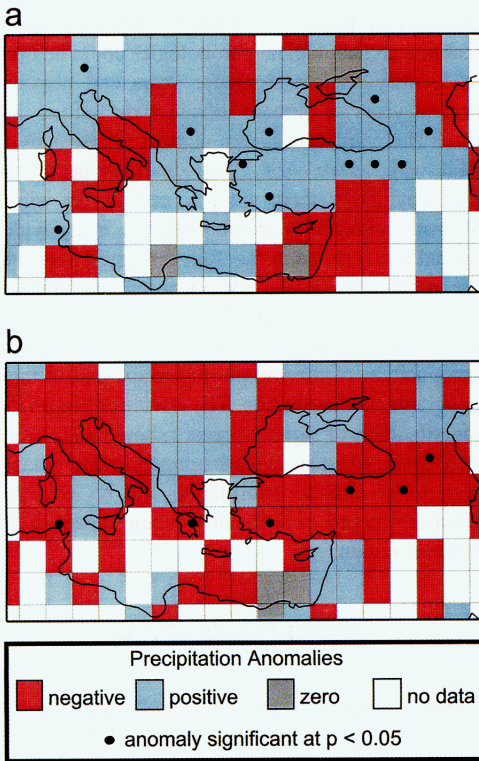 a
b
Precipitation Anomalies
negative positive zero no data
anomaly significant at p < 0.05